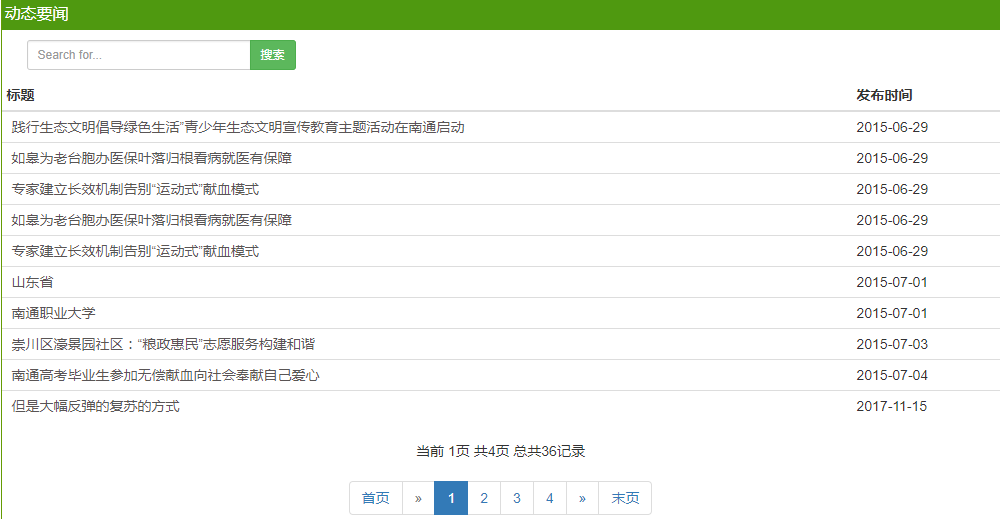 动态要闻
Search for... 搜索
标题 发布时间
践行生态文明倡导绿色生活”青少年生态文明宣传教育主题活动在南通启动 2015-06-29
如皋为老台胞办医保叶落归根看病就医有保障 2015-06-29
专家建立长效机制告别“运动式”献血模式 2015-06-29
如皋为老台胞办医保叶落归根看病就医有保障 2015-06-29
专家建立长效机制告别“运动式”献血模式 2015-06-29
山东省 2015-07-01
南通职业大学 2015-07-01
崇川区濠景园社区：“粮政惠民”志愿服务构建和谐 2015-07-03
南通高考毕业生参加无偿献血向社会奉献自己爱心 2015-07-04
但是大幅反弹的复苏的方式 2017-11-15
当前 1页 共4页 总共36记录
首页 » 1 2 3 4 » 末页